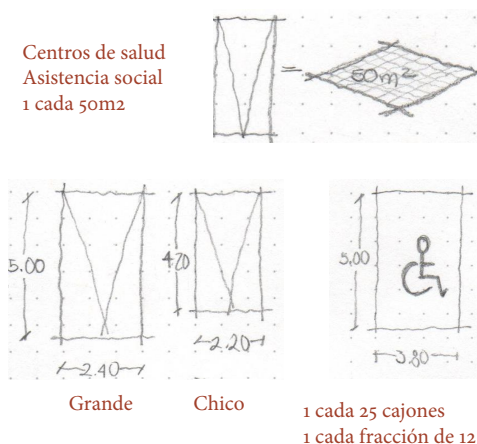 Centros de salud
Asistencia social
1 cada 50m2
=
50m²
5.00
2.40
Grande
4.20
2.20
Chico
5.00
3.80
1 cada 25 cajones
1 cada fracción de 12